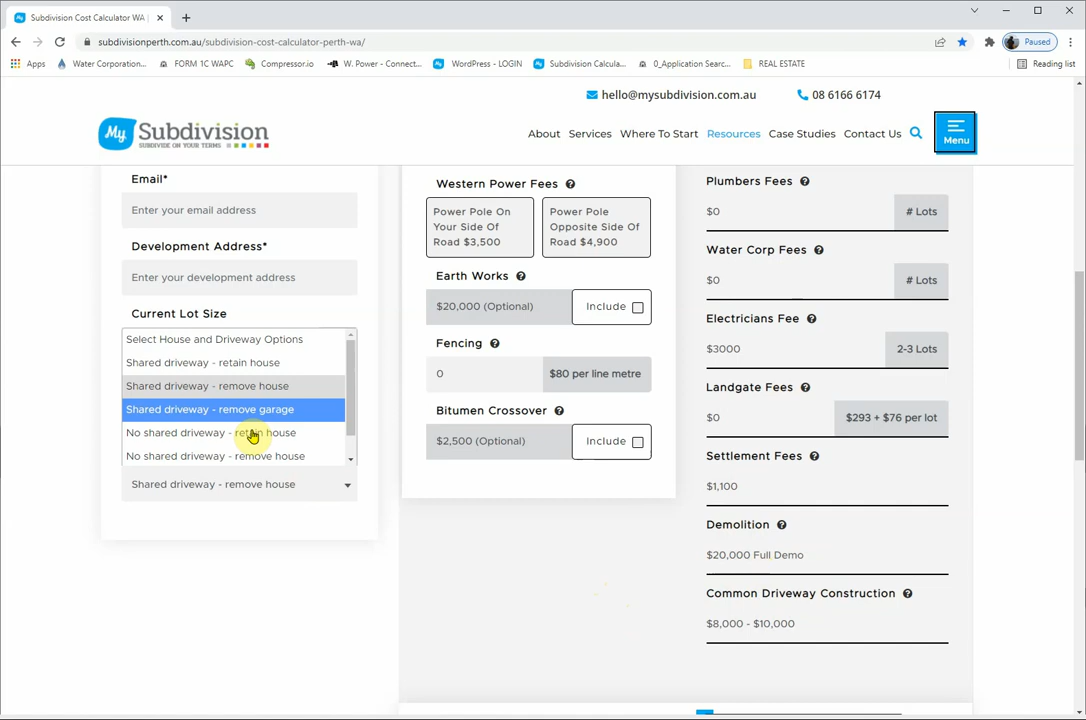 Subdivision Cost Calculator WA |
subdivisionperth.com.au/subdivision-cost-calculator-perth-wa/
Paused
Apps
Water Corporation...
FORM 1C WAPC
Compressor.io
W. Power - Connect...
WordPress - LOGIN
Subdivision Calcula...
0_Application Searc...
REAL ESTATE
Reading list
hello@mysubdivision.com.au
08 6166 6174
My Subdivision
SUBDIVIDE ON YOUR TERMS
About
Services
Where To Start
Resources
Case Studies
Contact Us
Menu
Email*
Enter your email address
Development Address*
Enter your development address
Current Lot Size
Select House and Driveway Options
Shared driveway - retain house
Shared driveway - remove house
Shared driveway - remove garage
No shared driveway - retain house
No shared driveway - remove house
Shared driveway - remove house
Western Power Fees ?
Power Pole On
Your Side Of
Road $3,500
Power Pole
Opposite Side Of
Road $4,900
Earth Works ?
$20,000 (Optional)
Include
Fencing ?
0
$80 per line metre
Bitumen Crossover ?
$2,500 (Optional)
Include
Plumbers Fees ?
$0
# Lots
Water Corp Fees ?
$0
# Lots
Electricians Fee ?
$3000
2-3 Lots
Landgate Fees ?
$0
$293 + $76 per lot
Settlement Fees ?
$1,100
Demolition ?
$20,000 Full Demo
Common Driveway Construction ?
$8,000 - $10,000